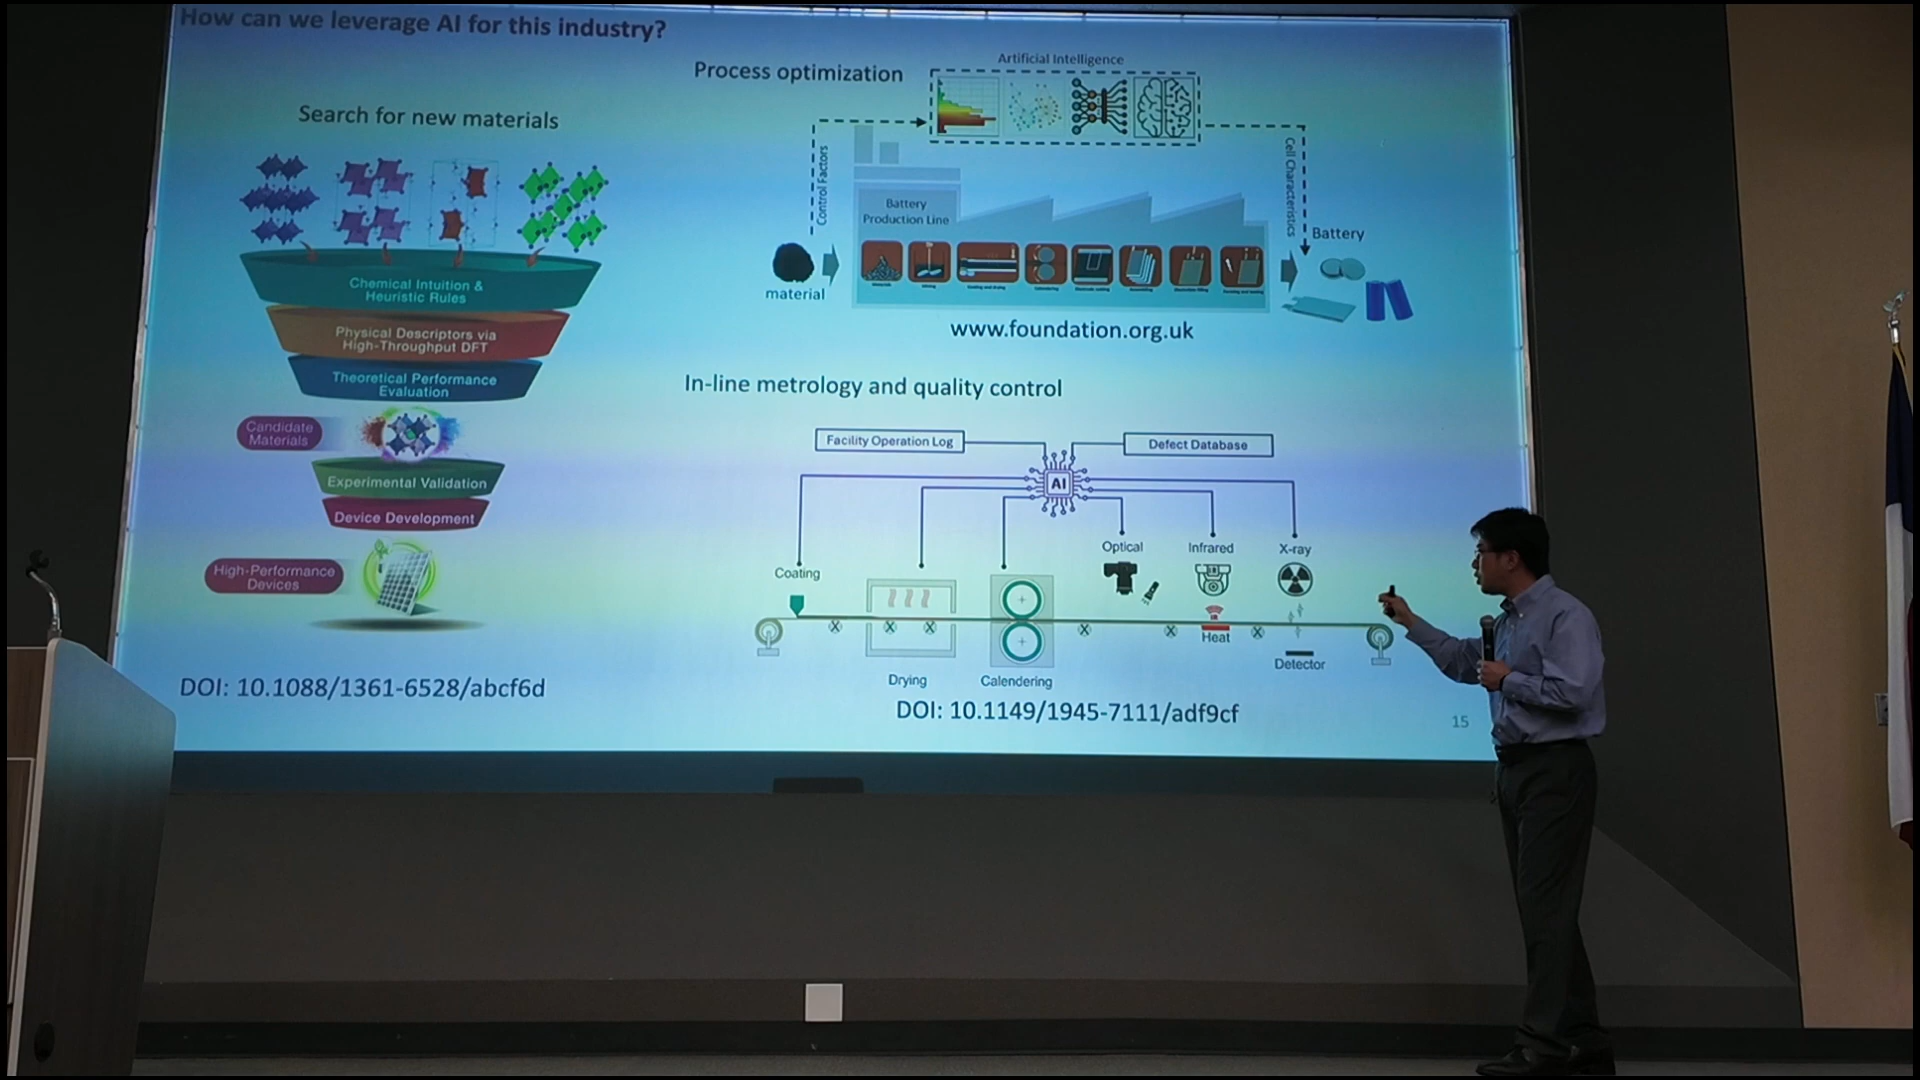 How can we leverage AI for this industry?
Search for new materials
Chemical Intuition &
Heuristic Rules
Physical Descriptors via
High-Throughput DFT
Theoretical Performance
Evaluation
Candidate
Materials
Experimental Validation
Device Development
High-Performance
Devices
DOI: 10.1088/1361-6528/abcf6d
Process optimization
Artificial Intelligence
Control Factors
Cell Characteristics
Battery
Production Line
Battery
material
www.foundation.org.uk
In-line metrology and quality control
Facility Operation Log
Defect Database
AI
Optical
Infrared
X-ray
Coating
IR
Heat
Detector
Drying
Calendering
DOI: 10.1149/1945-7111/adf9cf
15